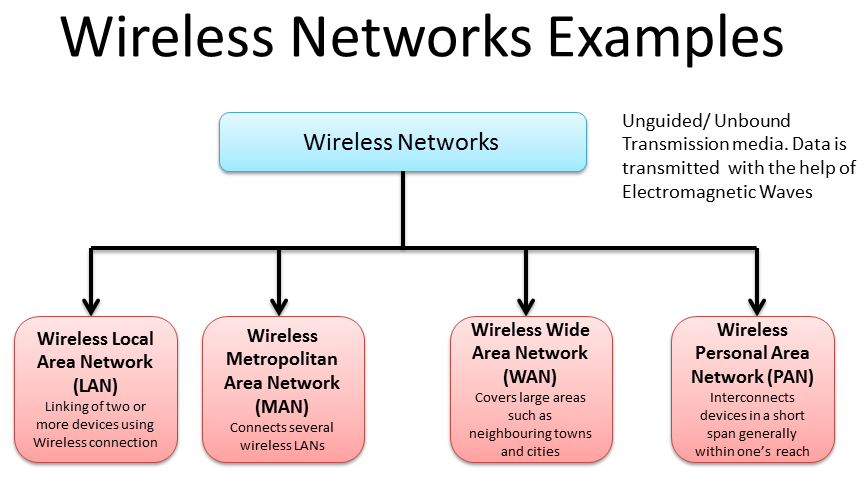 Wireless Networks Examples
Wireless Networks
Unguided/ Unbound
Transmission media. Data is
transmitted with the help of
Electromagnetic Waves
Wireless Local
Area Network
(LAN)
Linking of two or
more devices using
Wireless connection
Wireless
Metropolitan
Area Network
(MAN)
Connects several
wireless LANs
Wireless Wide
Area Network
(WAN)
Covers large areas
such as
neighbouring towns
and cities
Wireless
Personal Area
Network (PAN)
Interconnects
devices in a short
span generally
within one's reach